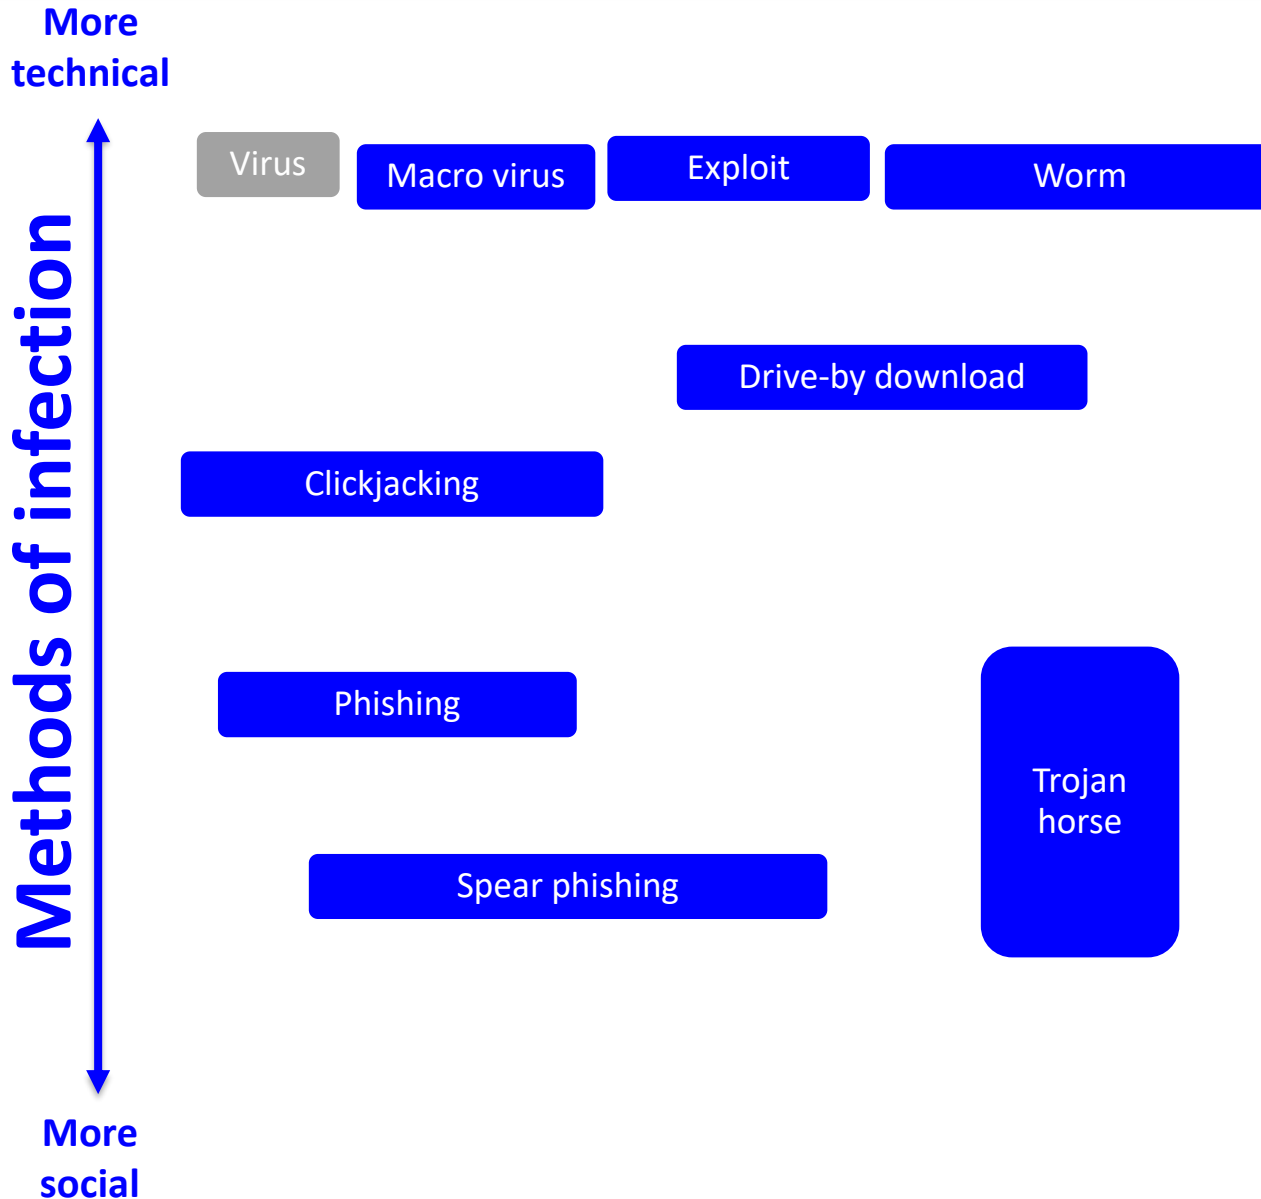 More
technical
Methods of infection
Virus
Macro virus
Exploit
Worm
Drive-by download
Clickjacking
Phishing
Trojan
horse
Spear phishing
More
social